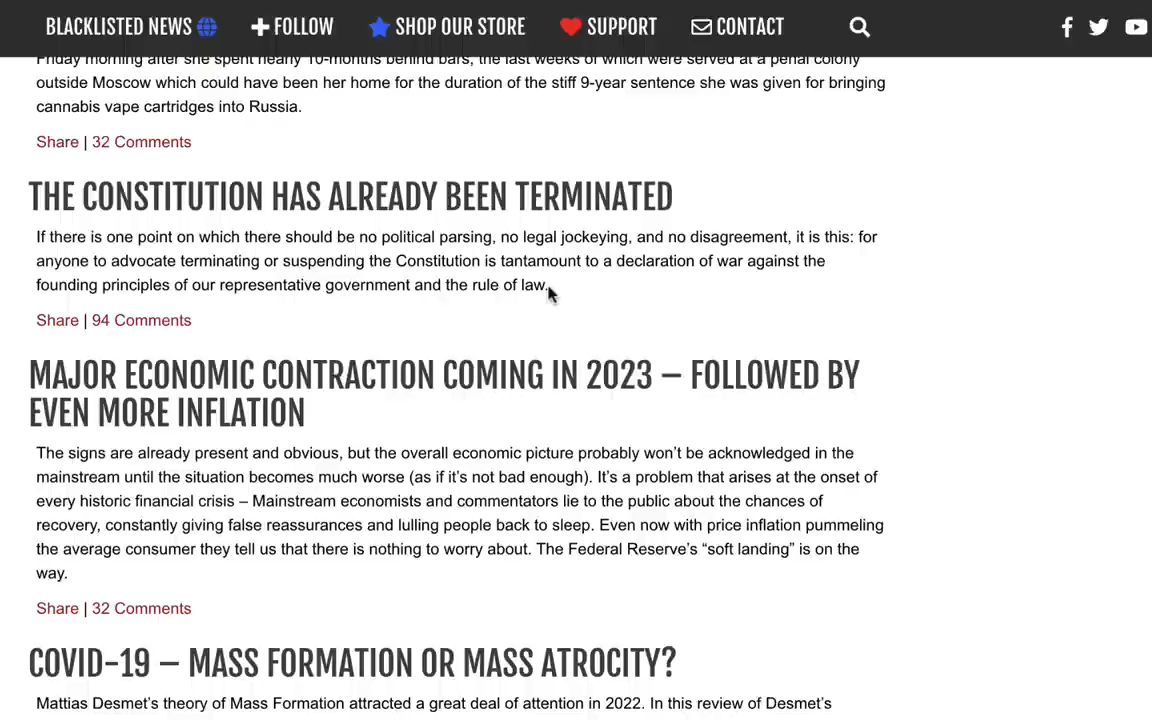 BLACKLISTED NEWS FOLLOW SHOP OUR STORE SUPPORT CONTACT
Friday morning after she spent nearly 10-months behind bars, the last weeks of which were served at a penal colony
outside Moscow which could have been her home for the duration of the stiff 9-year sentence she was given for bringing
cannabis vape cartridges into Russia.
Share | 32 Comments
THE CONSTITUTION HAS ALREADY BEEN TERMINATED
If there is one point on which there should be no political parsing, no legal jockeying, and no disagreement, it is this: for
anyone to advocate terminating or suspending the Constitution is tantamount to a declaration of war against the
founding principles of our representative government and the rule of law.
Share | 94 Comments
MAJOR ECONOMIC CONTRACTION COMING IN 2023 – FOLLOWED BY
EVEN MORE INFLATION
The signs are already present and obvious, but the overall economic picture probably won’t be acknowledged in the
mainstream until the situation becomes much worse (as if it’s not bad enough). It’s a problem that arises at the onset of
every historic financial crisis – Mainstream economists and commentators lie to the public about the chances of
recovery, constantly giving false reassurances and lulling people back to sleep. Even now with price inflation pummeling
the average consumer they tell us that there is nothing to worry about. The Federal Reserve’s “soft landing” is on the
way.
Share | 32 Comments
COVID-19 – MASS FORMATION OR MASS ATROCITY?
Mattias Desmet’s theory of Mass Formation attracted a great deal of attention in 2022. In this review of Desmet’s